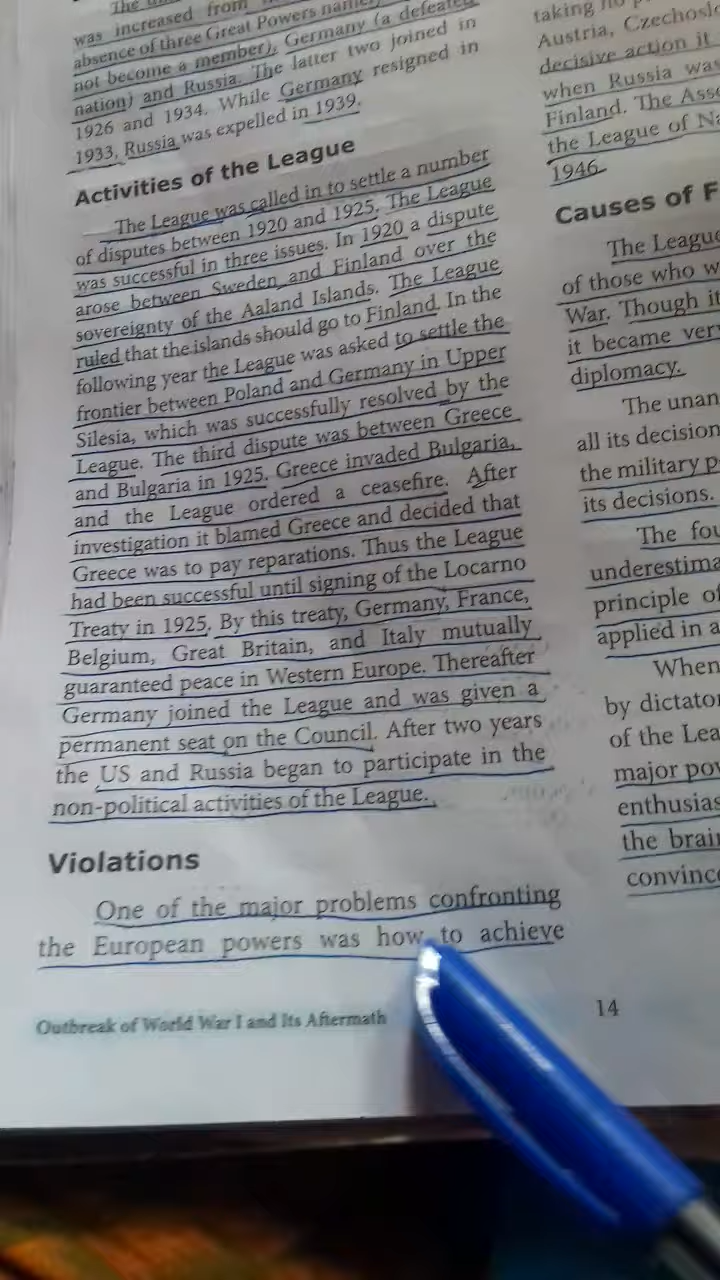 was increased from
absence of three Great Powers
not become a member), Germany (a defeated
nation) and Russia. The latter two joined in
1926 and 1934. While Germany resigned in
1933, Russia was expelled in 1939.
Activities of the League
The League was called in to settle a number
of disputes between 1920 and 1925. The League
was successful in three issues. In 1920 a dispute
arose between Sweden and Finland over the
sovereignty of the Aaland Islands. The League
ruled that the islands should go to Finland. In the
following year the League was asked to settle the
frontier between Poland and Germany in Upper
Silesia, which was successfully resolved by the
League. The third dispute was between Greece
and Bulgaria in 1925. Greece invaded Bulgaria,
and the League ordered a ceasefire. After
investigation it blamed Greece and decided that
Greece was to pay reparations. Thus the League
had been successful until signing of the Locarno
Treaty in 1925. By this treaty, Germany, France,
Belgium, Great Britain, and Italy mutually
guaranteed peace in Western Europe. Thereafter
Germany joined the League and was given a
permanent seat on the Council. After two years
the US and Russia began to participate in the
non-political activities of the League.
Violations
One of the major problems confronting
the European powers was how to achieve
Outbreak of World War I and Its Aftermath
14
taking
Austria,
decisive action it
when Russia was
Finland. The
the League of
1946.
Causes of
The
of those who
War. Though it
it became
diplomacy.
The
all its decision
the military
its decisions.
The
principle
applied in a
When
by
of the
major
the